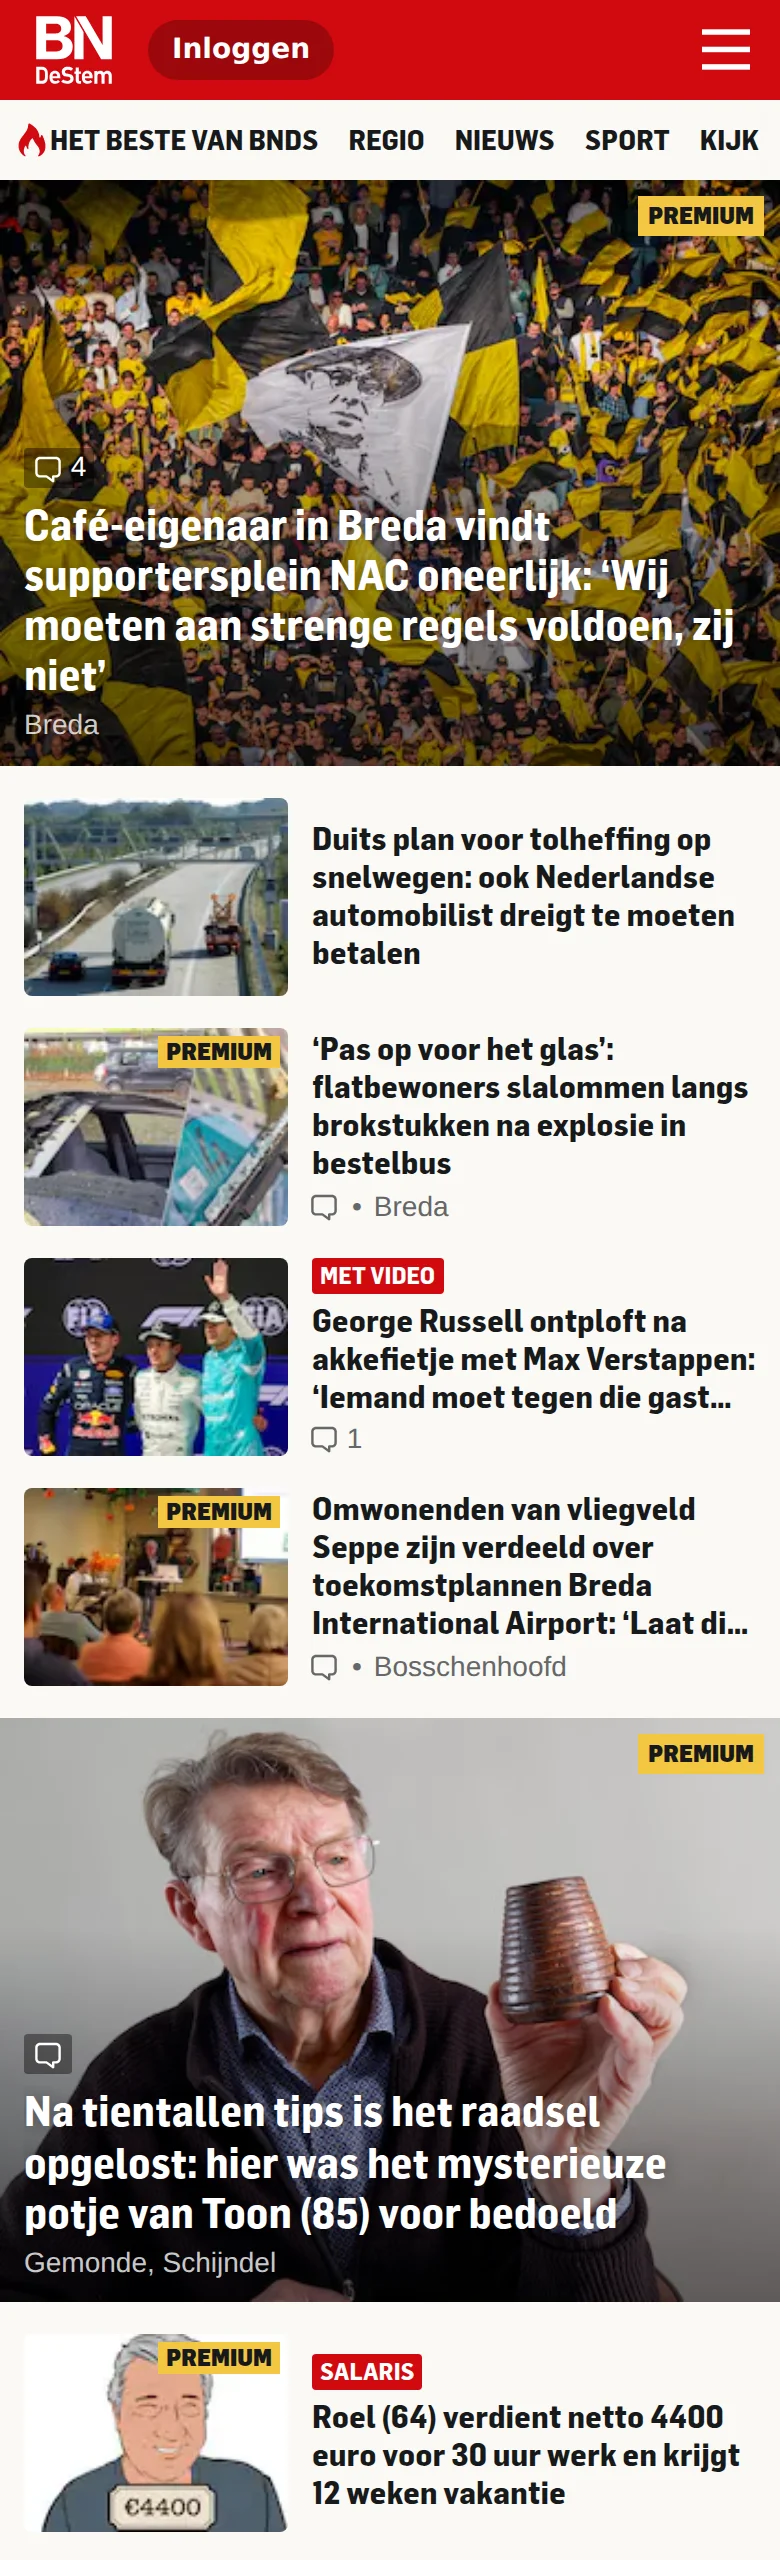 BN
DeStem
Inloggen
HET BESTE VAN BNDS REGIO NIEUWS SPORT KIJK
PREMIUM
4
Café-eigenaar in Breda vindt
supportersplein NAC oneerlijk: ‘Wij
moeten aan strenge regels voldoen, zij
niet’
Breda
Duits plan voor tolheffing op
snelwegen: ook Nederlandse
automobilist dreigt te moeten
betalen
PREMIUM
‘Pas op voor het glas’:
flatbewoners slalommen langs
brokstukken na explosie in
bestelbus
• Breda
FIA
MET VIDEO
George Russell ontploft na
akkefietje met Max Verstappen:
‘Iemand moet tegen die gast...
1
PREMIUM
Omwonenden van vliegveld
Seppe zijn verdeeld over
toekomstplannen Breda
International Airport: ‘Laat di...
• Bosschenhoofd
PREMIUM
Na tientallen tips is het raadsel
opgelost: hier was het mysterieuze
potje van Toon (85) voor bedoeld
Gemonde, Schijndel
PREMIUM
€4400
SALARIS
Roel (64) verdient netto 4400
euro voor 30 uur werk en krijgt
12 weken vakantie